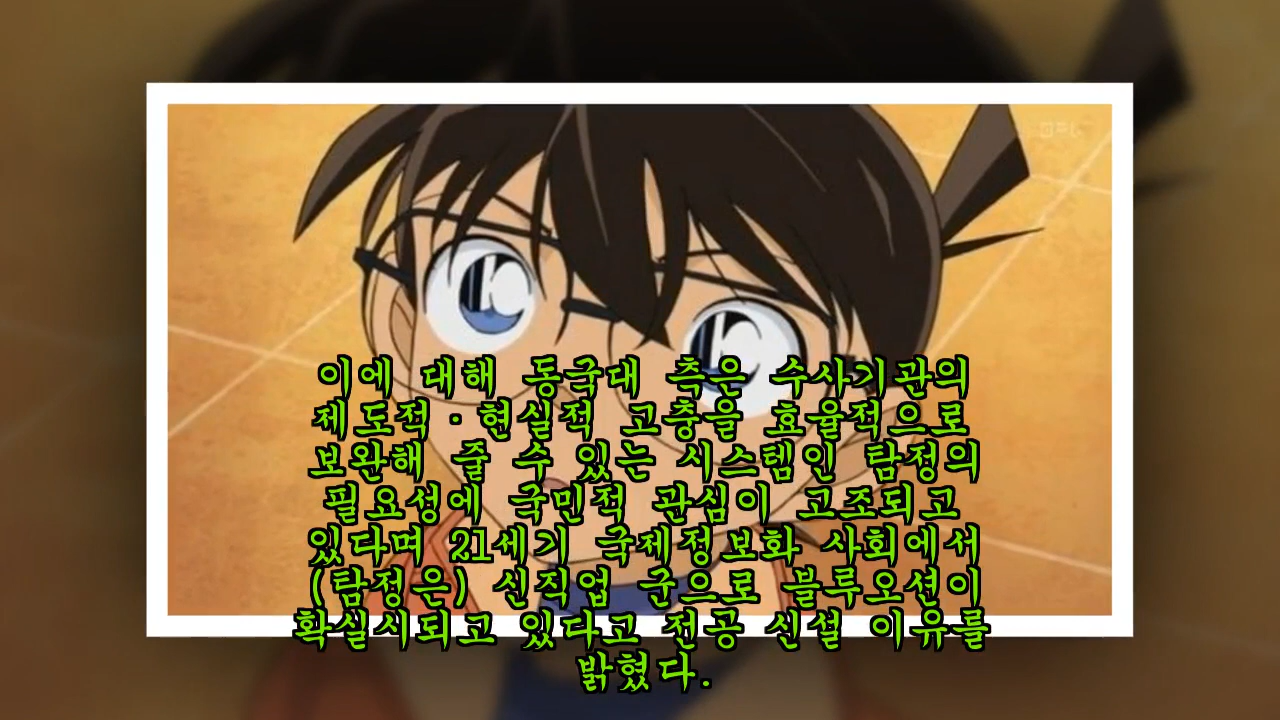 이에 대해 동국대 측은 수사기관의
제도적·현실적 고충을 효율적으로
보완해 줄 수 있는 시스템인 탐정의
필요성에 국민적 관심이 고조되고
있다며 21세기 국제정보화 사회에서
(탐정은) 신직업 군으로 블루오션이
확실시되고 있다고 전공 신설 이유를
밝혔다.